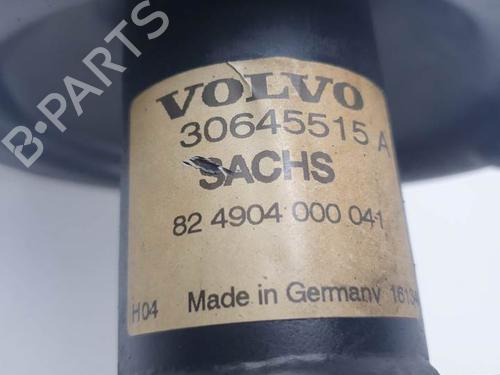 B-PARTS
VOLVO
30645515 A
SACHS
82 4904 000 041
H04 Made in Germany